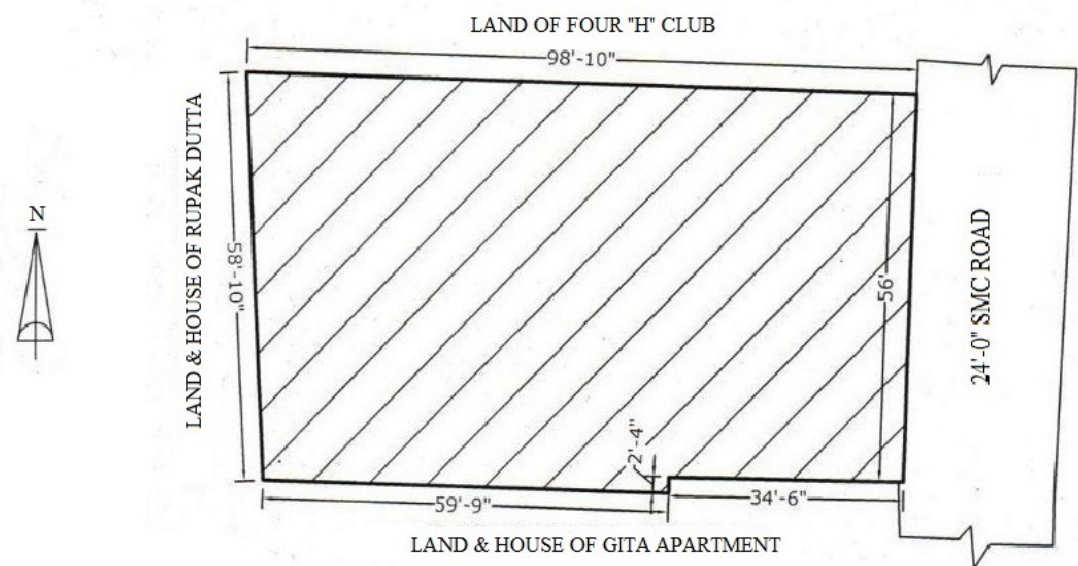 LAND OF FOUR "H" CLUB
98'-10"
N
LAND & HOUSE OF RUPAK DUTTA
58'-10"
56'
24'-0" SMC ROAD
2'-4"
59'-9"
34'-6"
LAND & HOUSE OF GITA APARTMENT